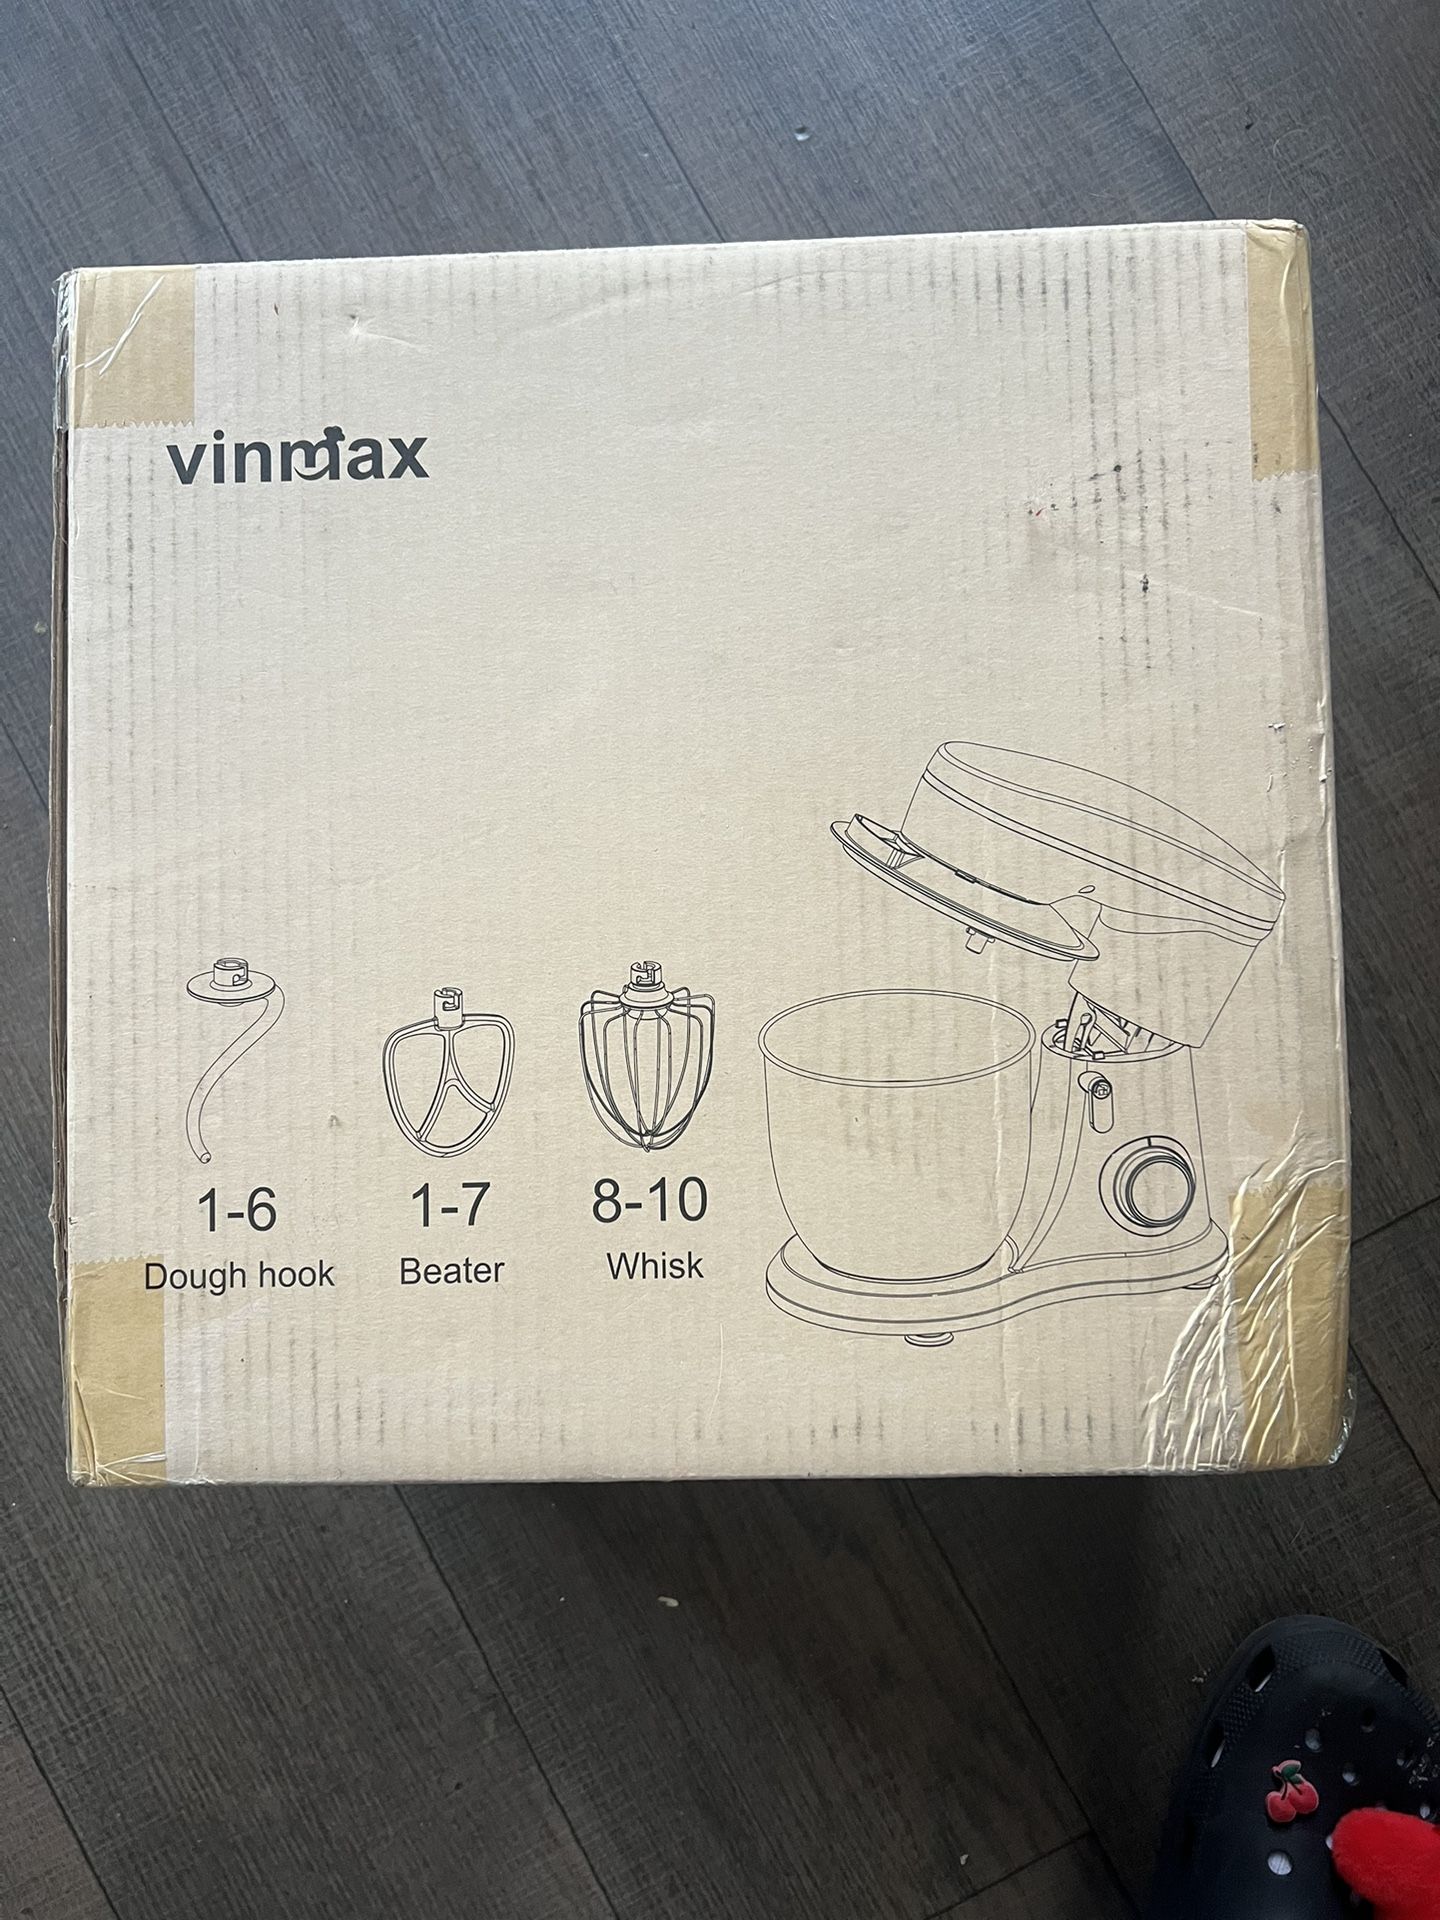 vinmax
1-6
1-7
8-10
Dough hook
Beater
Whisk